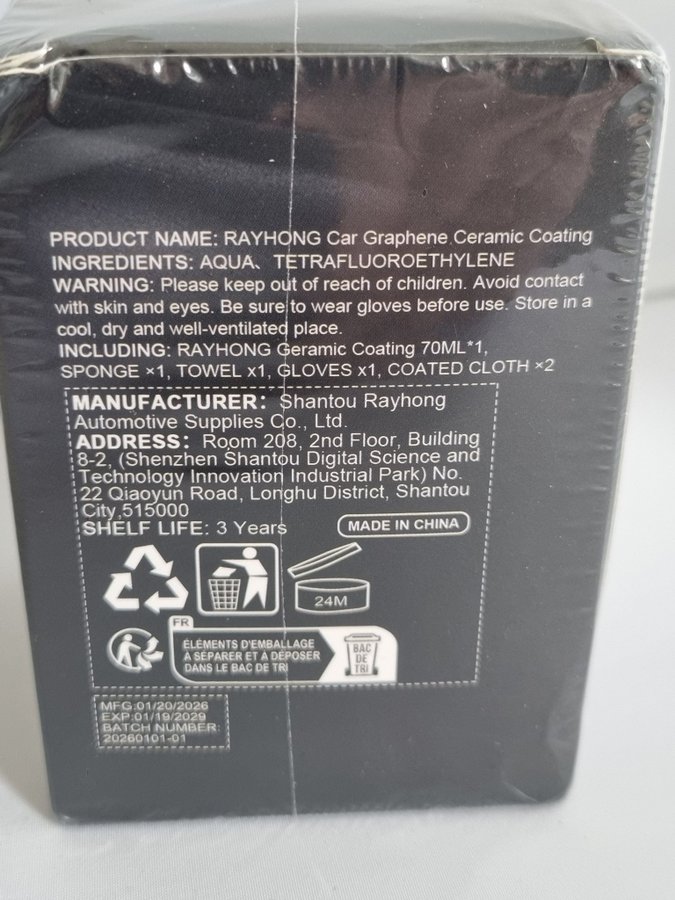 PRODUCT NAME: RAYHONG Car Graphene Ceramic Coating
INGREDIENTS: AQUA、 TETRAFLUOROETHYLENE
WARNING: Please keep out of reach of children. Avoid contact
with skin and eyes. Be sure to wear gloves before use. Store in a
cool, dry and well-ventilated place.
INCLUDING: RAYHONG Geramic Coating 70ML*1,
SPONGE ×1, TOWEL x1, GLOVES x1, COATED CLOTH ×2
MANUFACTURER: Shantou Rayhong
Automotive Supplies Co., Ltd.
ADDRESS: Room 208, 2nd Floor, Building
8-2, (Shenzhen Shantou Digital Science and
Technology Innovation Industrial Park) No.
22 Qiaoyun Road, Longhu District, Shantou
City,515000
SHELF LIFE: 3 Years
MADE IN CHINA
24M
FR
ÉLÉMENTS D'EMBALLAGE
À SÉPARER ET À DÉPOSER
DANS LE BAC DE TRI
BAC
DE
TRI
MFG:01/20/2026
EXP:01/19/2029
BATCH NUMBER:
20260101-01